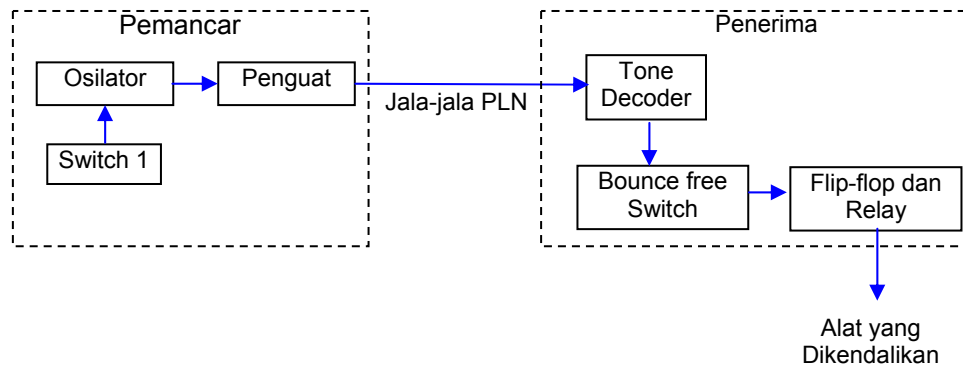 Pemancar
Osilator
Penguat
Switch 1
Jala-jala PLN
Penerima
Tone
Decoder
Bounce free
Switch
Flip-flop dan
Relay
Alat yang
Dikendalikan